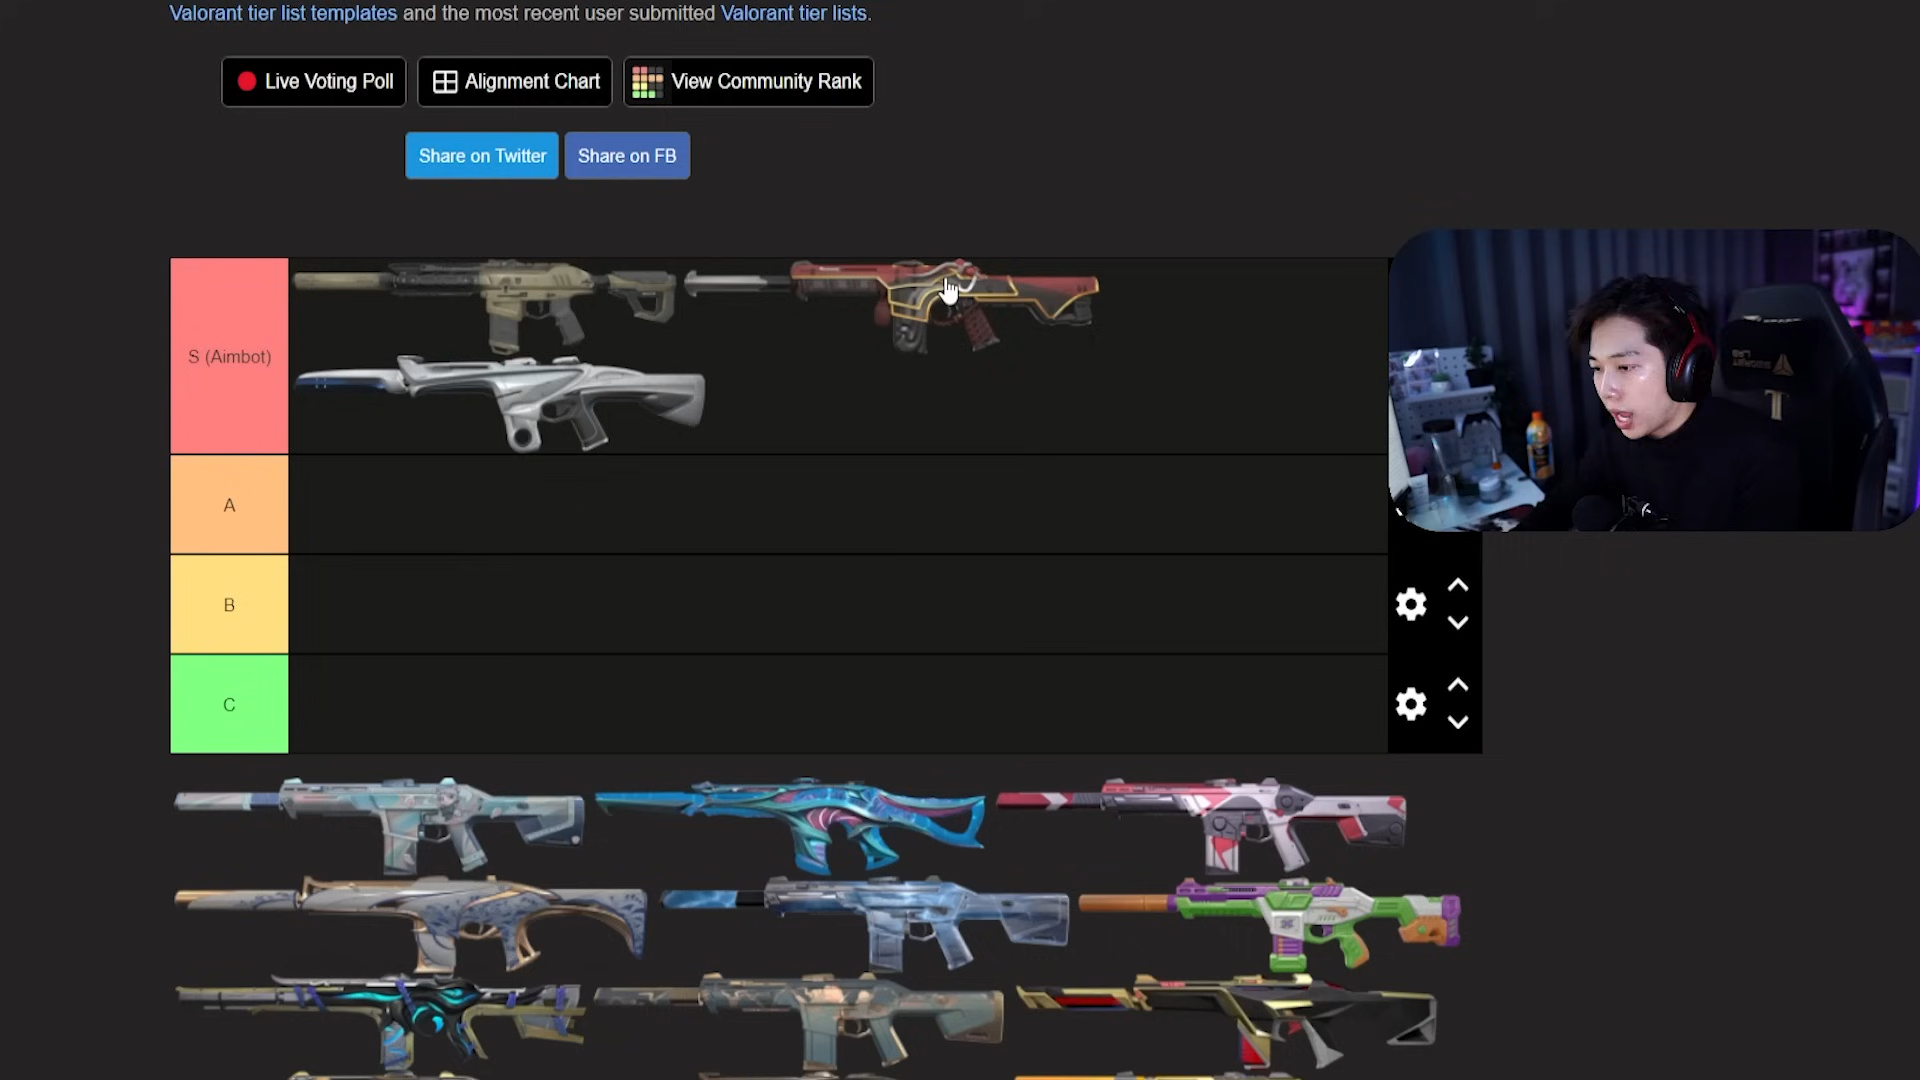 Valorant tier list templates and the most recent user submitted Valorant tier lists.
Live Voting Poll
Alignment Chart
View Community Rank
Share on Twitter
Share on FB
S (Aimbot)
A
B
C